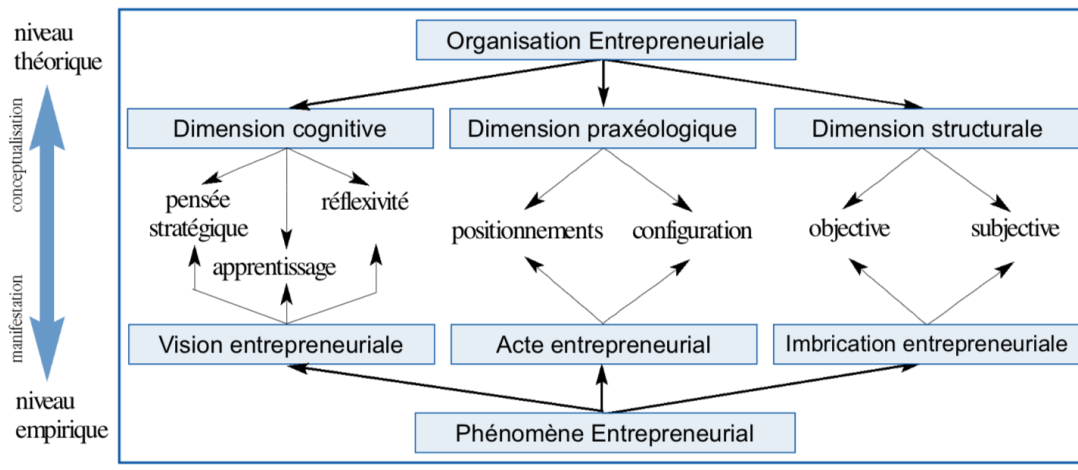 niveau
théorique
Organisation Entrepreneuriale
conceptualisation
Dimension cognitive
Dimension praxéologique
Dimension structurale
pensée
stratégique
réflexivité
apprentissage
positionnements
configuration
objective
subjective
manifestation
Vision entrepreneuriale
Acte entrepreneurial
Imbrication entrepreneuriale
niveau
empirique
Phénomène Entrepreneurial